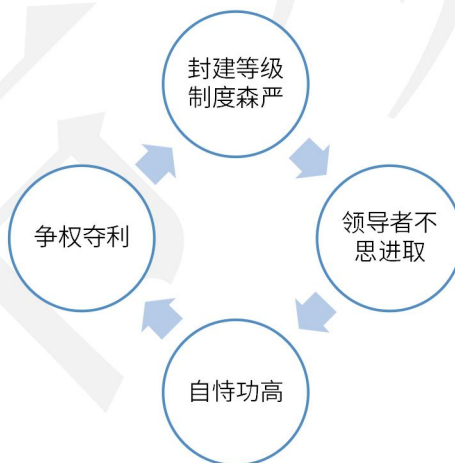 封建等级
制度森严
领导者不
思进取
自恃功高
争权夺利